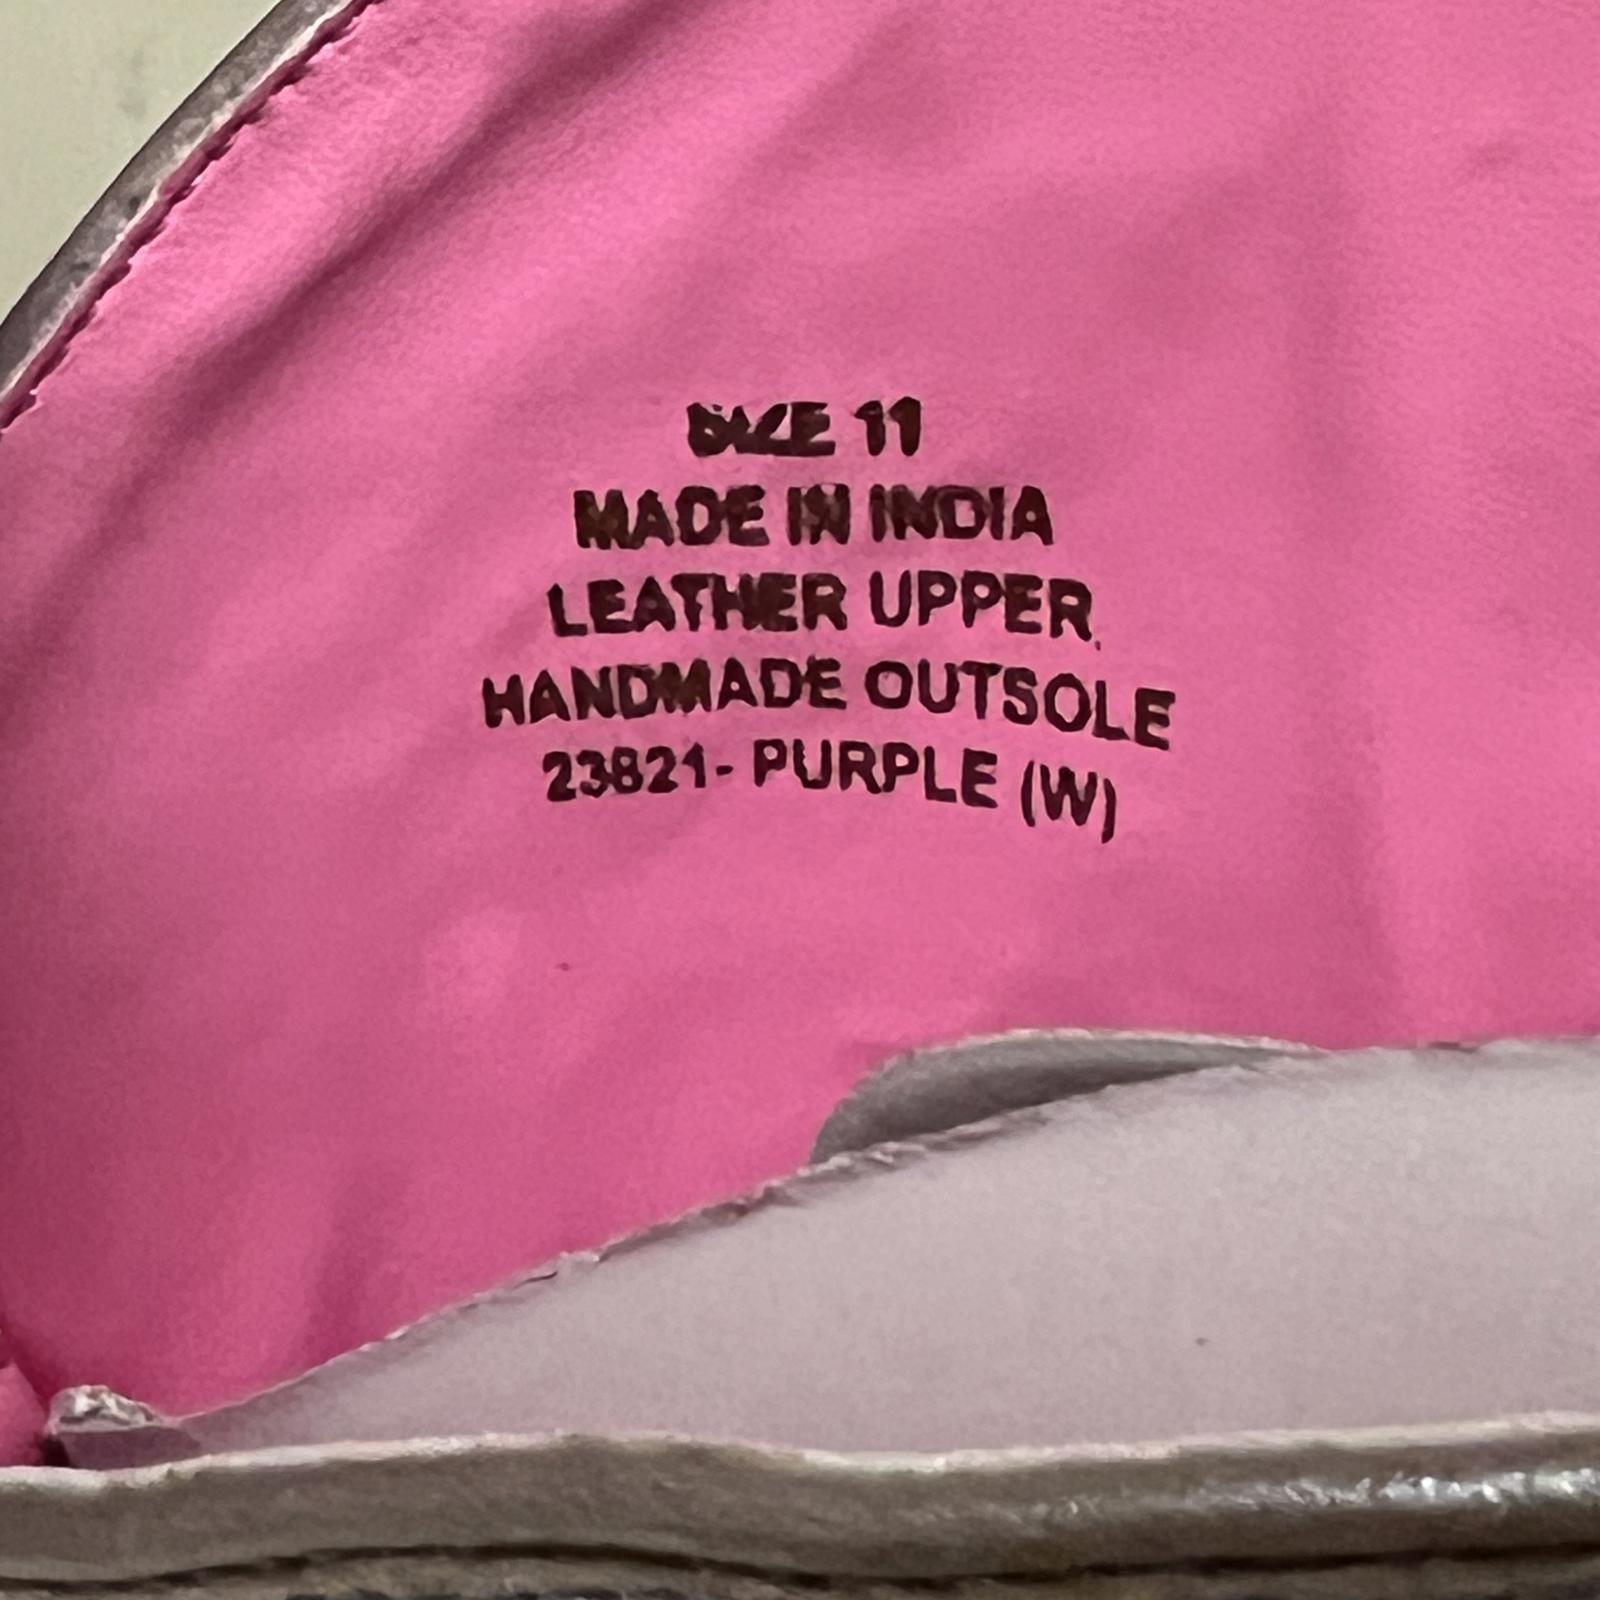 SIZE 11
MADE IN INDIA
LEATHER UPPER
HANDMADE OUTSOLE
23821- PURPLE (W)